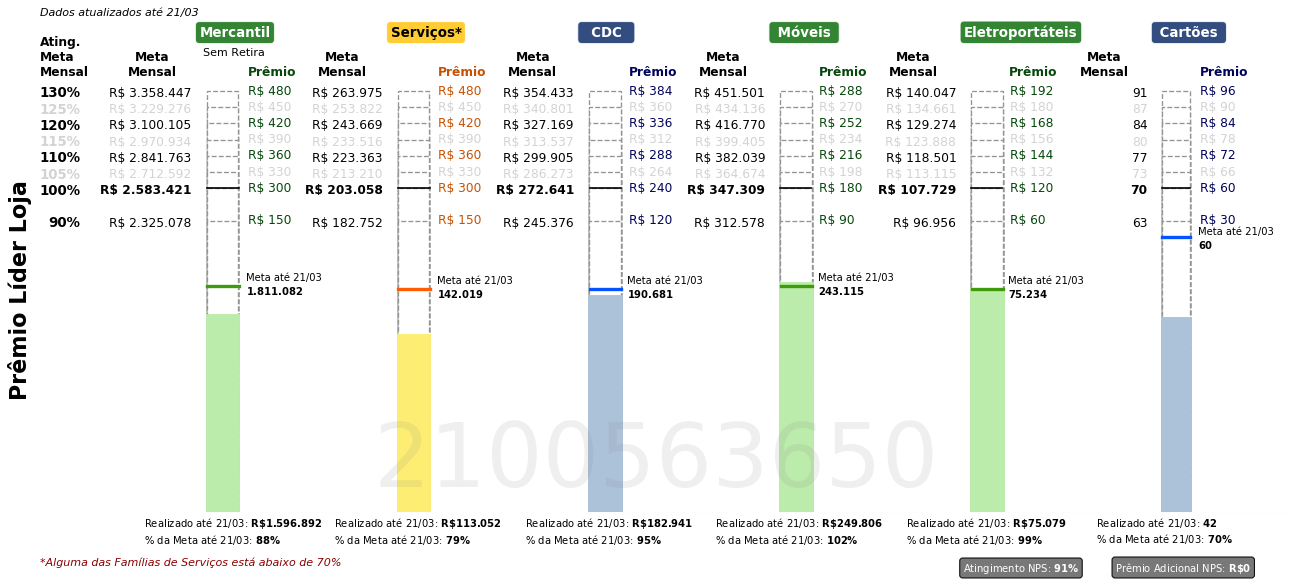 Dados atualizados até 21/03
Mercantil Serviços* CDC Móveis Eletroportáteis Cartões
Sem Retira
Ating. Meta Mensal Meta Mensal Prêmio Meta Mensal Prêmio Meta Mensal Prêmio Meta Mensal Prêmio Meta Mensal Prêmio Meta Mensal Prêmio
130% R$ 3.358.447 R$ 480 R$ 263.975 R$ 480 R$ 354.433 R$ 384 R$ 451.501 R$ 288 R$ 140.047 R$ 192 91 R$ 96
125% R$ 3.229.276 R$ 450 R$ 253.822 R$ 450 R$ 340.801 R$ 360 R$ 434.136 R$ 270 R$ 134.661 R$ 180 87 R$ 90
120% R$ 3.100.105 R$ 420 R$ 243.669 R$ 420 R$ 327.169 R$ 336 R$ 416.770 R$ 252 R$ 129.274 R$ 168 84 R$ 84
115% R$ 2.970.934 R$ 390 R$ 233.516 R$ 390 R$ 313.537 R$ 312 R$ 399.405 R$ 234 R$ 123.888 R$ 156 80 R$ 78
110% R$ 2.841.763 R$ 360 R$ 223.363 R$ 360 R$ 299.905 R$ 288 R$ 382.039 R$ 216 R$ 118.501 R$ 144 77 R$ 72
105% R$ 2.712.592 R$ 330 R$ 213.210 R$ 330 R$ 286.273 R$ 264 R$ 364.674 R$ 198 R$ 113.115 R$ 132 73 R$ 66
100% R$ 2.583.421 R$ 300 R$ 203.058 R$ 300 R$ 272.641 R$ 240 R$ 347.309 R$ 180 R$ 107.729 R$ 120 70 R$ 60
90% R$ 2.325.078 R$ 150 R$ 182.752 R$ 150 R$ 245.376 R$ 120 R$ 312.578 R$ 90 R$ 96.956 R$ 60 63 R$ 30
Prêmio Líder Loja
Meta até 21/03
60
Meta até 21/03 Meta até 21/03 Meta até 21/03 Meta até 21/03 Meta até 21/03
1.811.082 142.019 190.681 243.115 75.234
2100563650
Realizado até 21/03: R$1.596.892 Realizado até 21/03: R$113.052 Realizado até 21/03: R$182.941 Realizado até 21/03: R$249.806 Realizado até 21/03: R$75.079 Realizado até 21/03: 42
% da Meta até 21/03: 88% % da Meta até 21/03: 79% % da Meta até 21/03: 95% % da Meta até 21/03: 102% % da Meta até 21/03: 99% % da Meta até 21/03: 70%
*Alguma das Famílias de Serviços está abaixo de 70%
Atingimento NPS: 91% Prêmio Adicional NPS: R$0